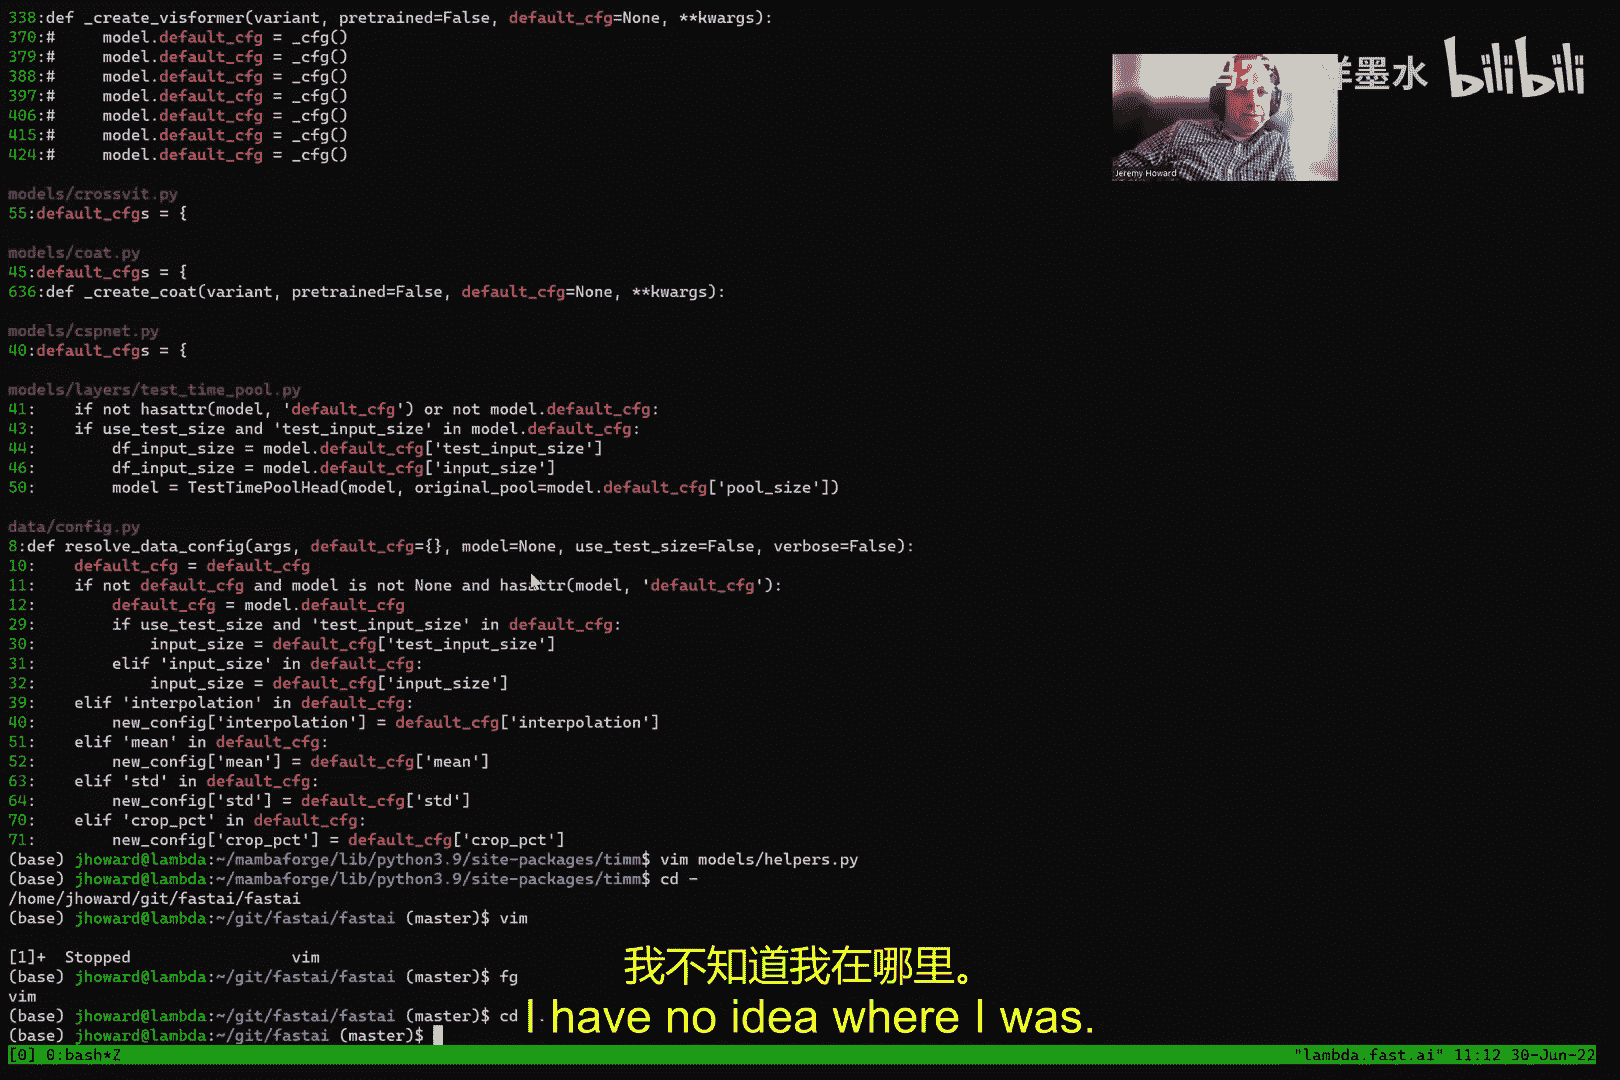 338:def _create_visformer(variant, pretrained=False, default_cfg=None, **kwargs):
370:#     model.default_cfg = _cfg()
379:#     model.default_cfg = _cfg()
388:#     model.default_cfg = _cfg()
397:#     model.default_cfg = _cfg()
406:#     model.default_cfg = _cfg()
415:#     model.default_cfg = _cfg()
424:#     model.default_cfg = _cfg()
洋墨水 bilibili
Jeremy Howard
models/crossvit.py
55:default_cfgs = {
models/coat.py
45:default_cfgs = {
636:def _create_coat(variant, pretrained=False, default_cfg=None, **kwargs):
models/cspnet.py
40:default_cfgs = {
models/layers/test_time_pool.py
41:    if not hasattr(model, 'default_cfg') or not model.default_cfg:
43:    if use_test_size and 'test_input_size' in model.default_cfg:
44:        df_input_size = model.default_cfg['test_input_size']
46:        df_input_size = model.default_cfg['input_size']
50:        model = TestTimePoolHead(model, original_pool=model.default_cfg['pool_size'])
data/config.py
8:def resolve_data_config(args, default_cfg={}, model=None, use_test_size=False, verbose=False):
10:    default_cfg = default_cfg
11:    if not default_cfg and model is not None and hasattr(model, 'default_cfg'):
12:        default_cfg = model.default_cfg
29:        if use_test_size and 'test_input_size' in default_cfg:
30:            input_size = default_cfg['test_input_size']
31:        elif 'input_size' in default_cfg:
32:            input_size = default_cfg['input_size']
39:    elif 'interpolation' in default_cfg:
40:        new_config['interpolation'] = default_cfg['interpolation']
51:    elif 'mean' in default_cfg:
52:        new_config['mean'] = default_cfg['mean']
63:    elif 'std' in default_cfg:
64:        new_config['std'] = default_cfg['std']
70:    elif 'crop_pct' in default_cfg:
71:        new_config['crop_pct'] = default_cfg['crop_pct']
(base) jhoward@lambda:~/mambaforge/lib/python3.9/site-packages/timm$ vim models/helpers.py
(base) jhoward@lambda:~/mambaforge/lib/python3.9/site-packages/timm$ cd -
/home/jhoward/git/fastai/fastai
(base) jhoward@lambda:~/git/fastai/fastai (master)$ vim
[1]+  Stopped                 vim
(base) jhoward@lambda:~/git/fastai/fastai (master)$ fg
vim
(base) jhoward@lambda:~/git/fastai/fastai (master)$ cd
(base) jhoward@lambda:~/git/fastai (master)$
我不知道我在哪里。
I have no idea where I was.
[0] 0:bash*Z "lambda.fast.ai" 11:12 30-Jun-22